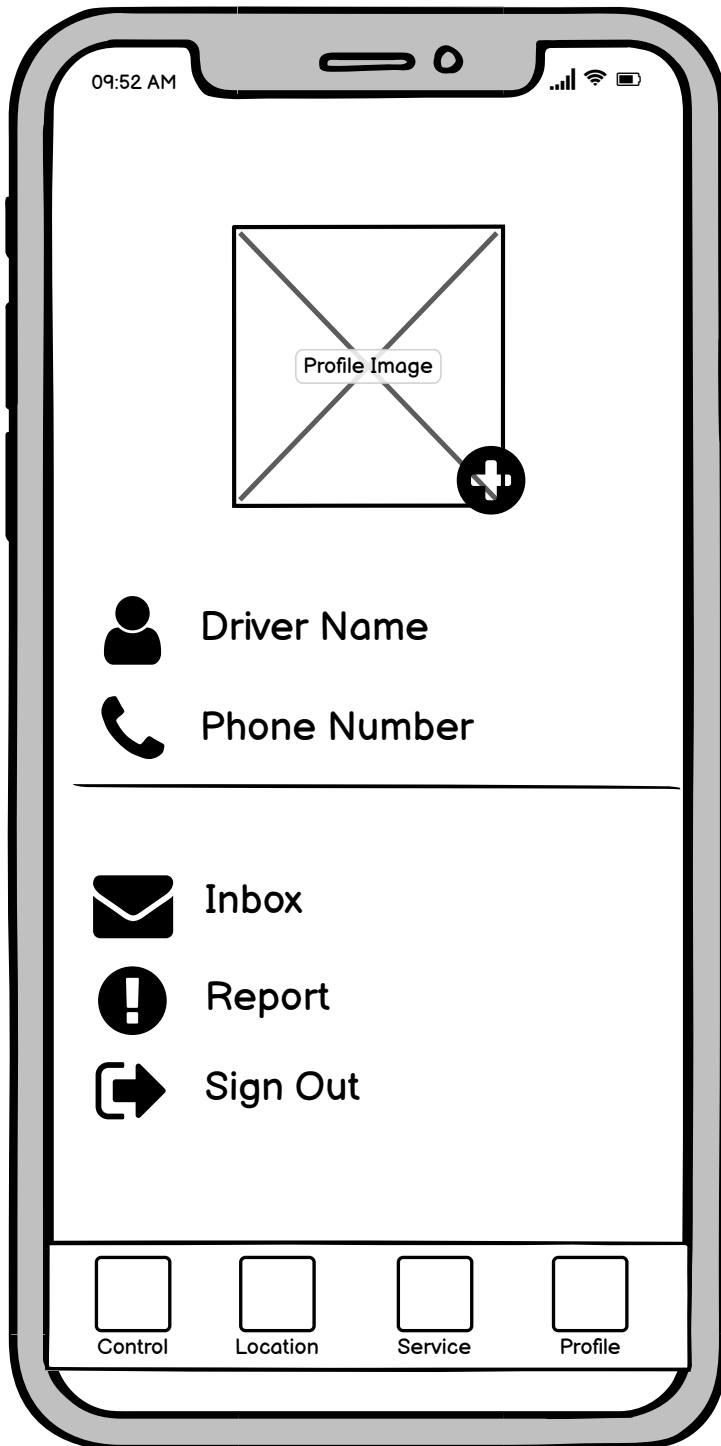 09:52 AM
Profile Image
Driver Name
Phone Number
Inbox
Report
Sign Out
Control Location Service Profile